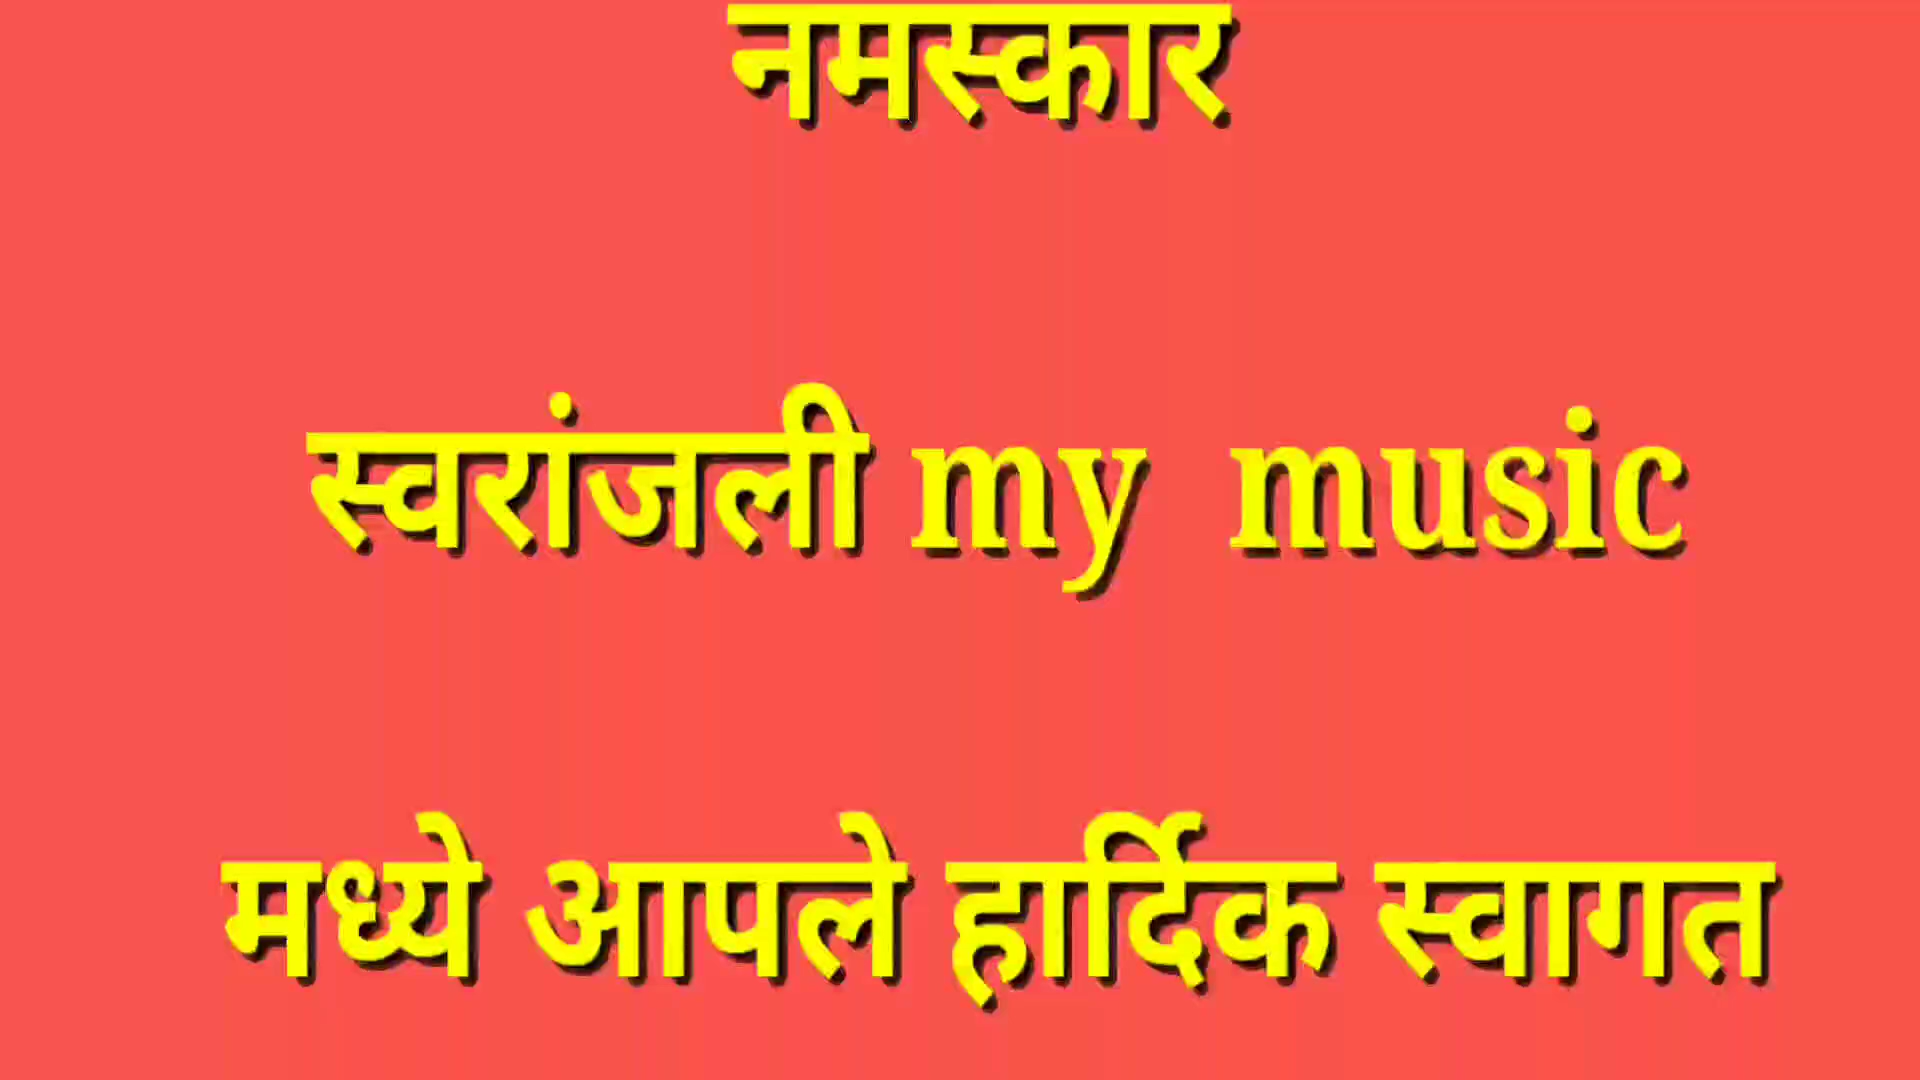 नमस्कार
स्वरांजली my music
मध्ये आपले हार्दिक स्वागत